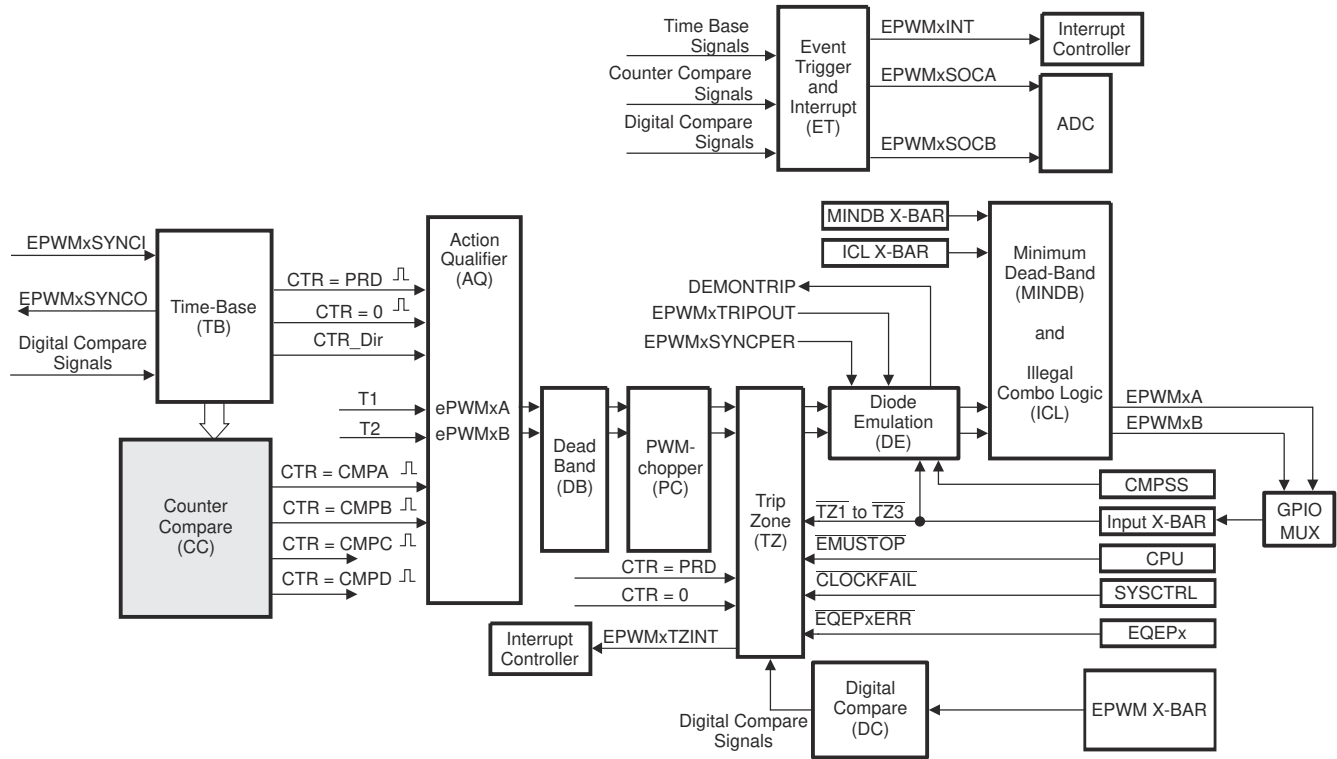 Time Base
Signals
Counter Compare
Signals
Digital Compare
Signals
Event
Trigger
and
Interrupt
(ET)
EPWMxINT
EPWMxSOCA
EPWMxSOCB
Interrupt
Controller
ADC
EPWMxSYNCI
EPWMxSYNCO
Digital Compare
Signals
Time-Base
(TB)
CTR = PRD
CTR = 0
CTR_Dir
T1
T2
Action
Qualifier
(AQ)
ePWMxA
ePWMxB
Counter
Compare
(CC)
CTR = CMPA
CTR = CMPB
CTR = CMPC
CTR = CMPD
Dead
Band
(DB)
PWM-
chopper
(PC)
Trip
Zone
(TZ)
CTR = PRD
CTR = 0
EPWMxTZINT
Interrupt
Controller
MINDB X-BAR
ICL X-BAR
DEMONTRIP
EPWMxTRIPOUT
EPWMxSYNCPER
Diode
Emulation
(DE)
Minimum
Dead-Band
(MINDB)
and
Illegal
Combo Logic
(ICL)
EPWMxA
EPWMxB
GPIO
MUX
CMPSS
TZ1 to TZ3
Input X-BAR
EMUSTOP
CPU
CLOCKFAIL
SYSCTRL
EQEPxERR
EQEPx
Digital Compare
Signals
Digital
Compare
(DC)
EPWM X-BAR